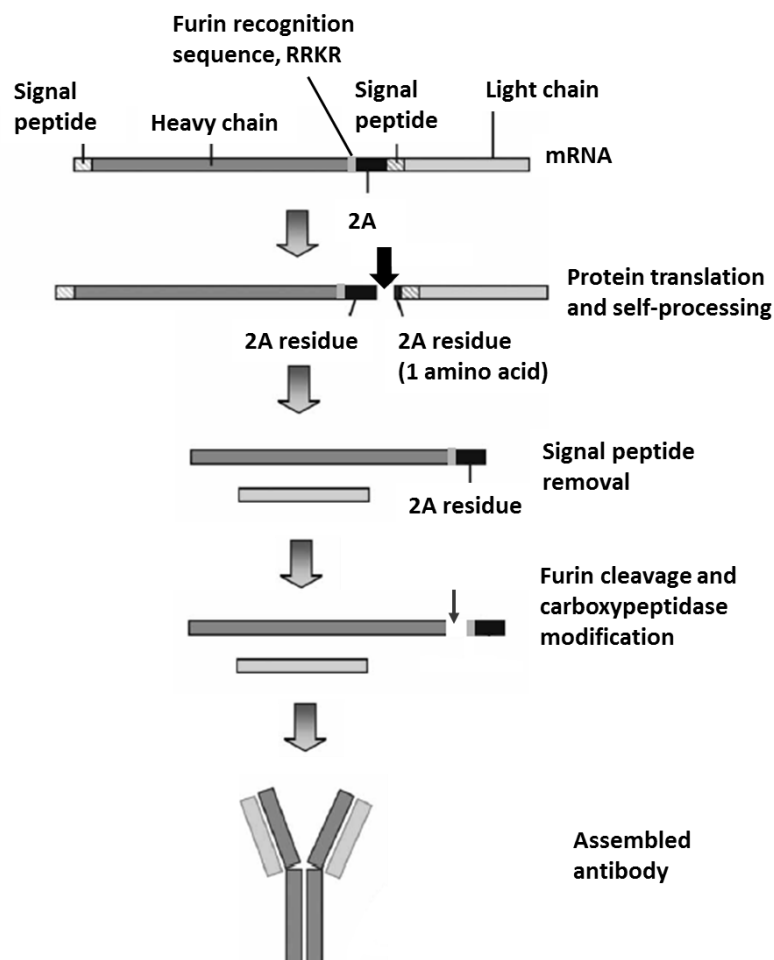 Furin recognition
sequence, RRKR
Signal
peptide
Heavy chain
Signal
peptide
Light chain
mRNA
2A
Protein translation
and self-processing
2A residue
2A residue
(1 amino acid)
Signal peptide
removal
2A residue
Furin cleavage and
carboxypeptidase
modification
Assembled
antibody